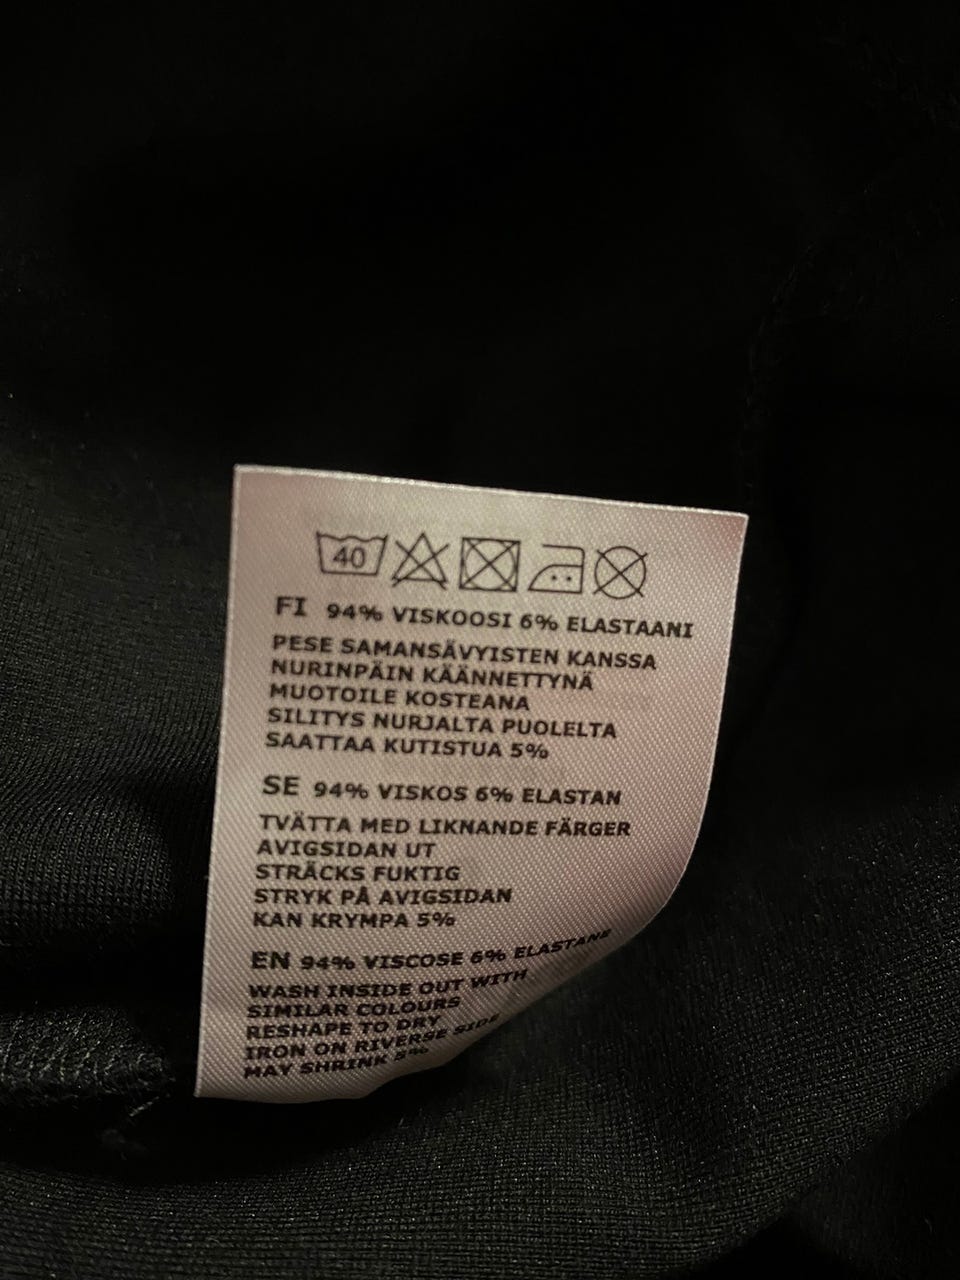 40
FI 94% VISKOOSI 6% ELASTAANI
PESE SAMANSÄVYISTEN KANSSA
NURINPÄIN KÄÄNNETTYNÄ
MUOTOILE KOSTEANA
SILITYS NURJALTA PUOLELTA
SAATTAA KUTISTUA 5%
SE 94% VISKOS 6% ELASTAN
TVÄTTA MED LIKNANDE FÄRGER
AVIGSIDAN UT
STRÄCKS FUKTIG
STRYK PÅ AVIGSIDAN
KAN KRYMPA 5%
EN 94% VISCOSE 6% ELASTANE
WASH INSIDE OUT WITH
SIMILAR COLOURS
RESHAPE TO DRY
IRON ON RIVERSE SIDE
MAY SHRINK 5%